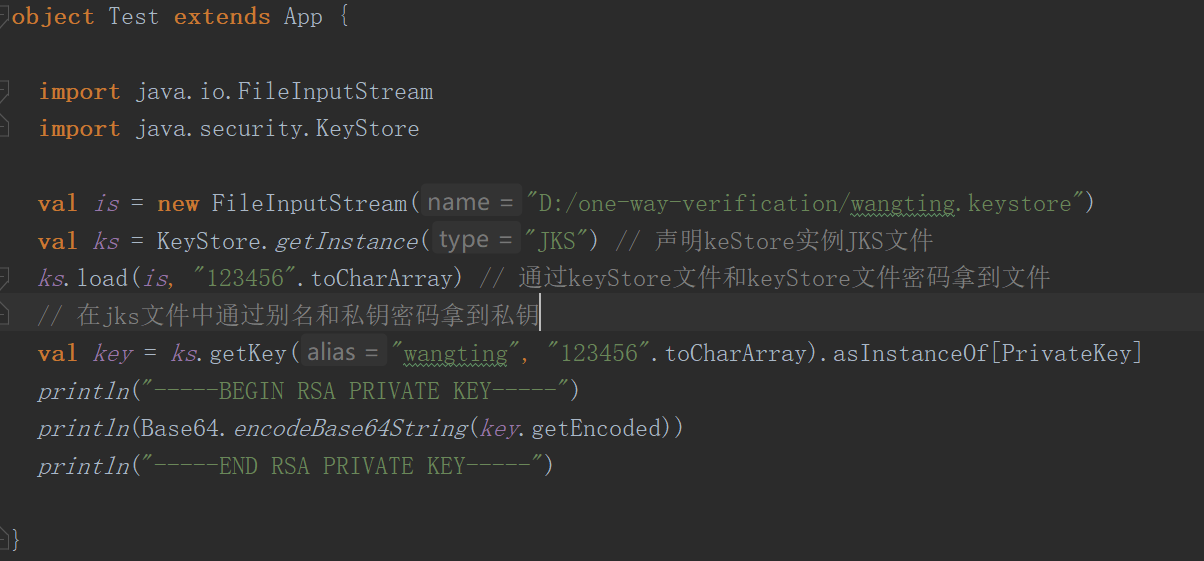 object Test extends App {
import java.io.FileInputStream
import java.security.KeyStore
val is = new FileInputStream( name = "D:/one-way-verification/wangting.keystore")
val ks = KeyStore.getInstance( type = "JKS") // 声明keStore实例JKS文件
ks.load(is, "123456".toCharArray) // 通过keyStore文件和keyStore文件密码拿到文件
// 在jks文件中通过别名和私钥密码拿到私钥
val key = ks.getKey( alias = "wangting", "123456".toCharArray).asInstanceOf[PrivateKey]
println("-----BEGIN RSA PRIVATE KEY-----")
println(Base64.encodeBase64String(key.getEncoded))
println("-----END RSA PRIVATE KEY-----")
}